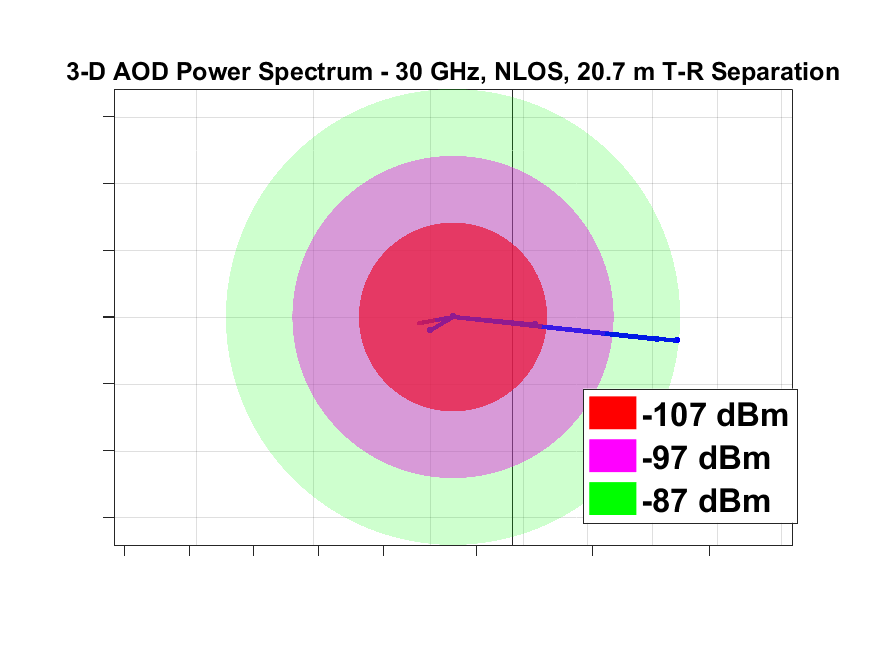 3-D AOD Power Spectrum - 30 GHz, NLOS, 20.7 m T-R Separation
-107 dBm
-97 dBm
-87 dBm